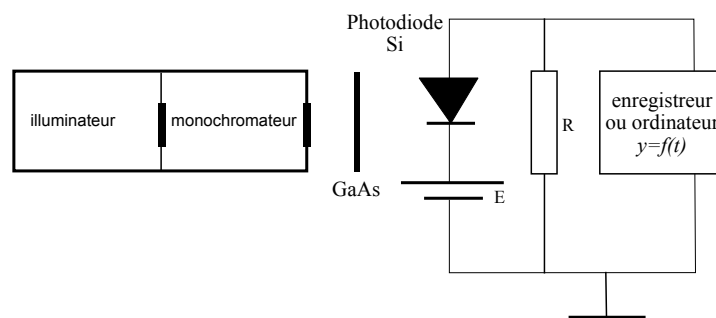 Photodiode
Si
illuminateur
monochromateur
GaAs
E
R
enregistreur
ou ordinateur
y=f(t)